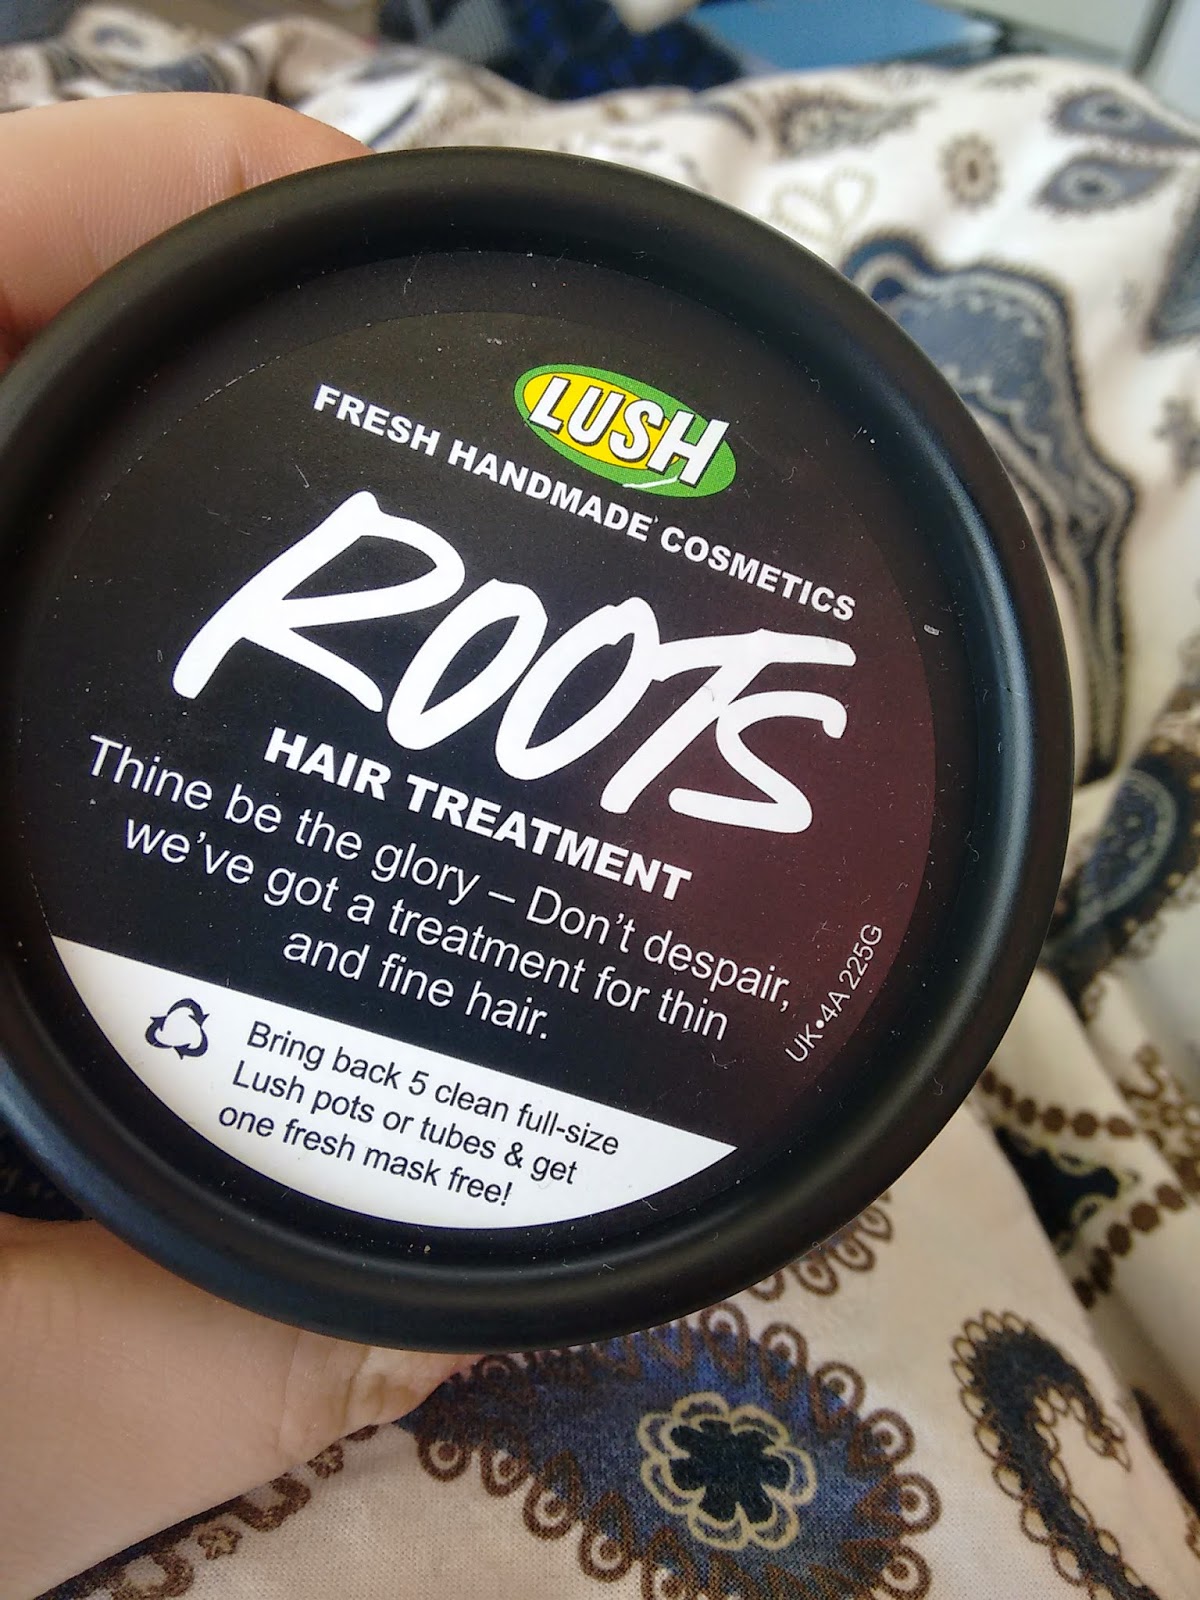 LUSH
FRESH HANDMADE COSMETICS
ROOTS
HAIR TREATMENT
Thine be the glory – Don't despair,
we've got a treatment for thin
and fine hair.
UK•4A 225G
Bring back 5 clean full-size
Lush pots or tubes & get
one fresh mask free!